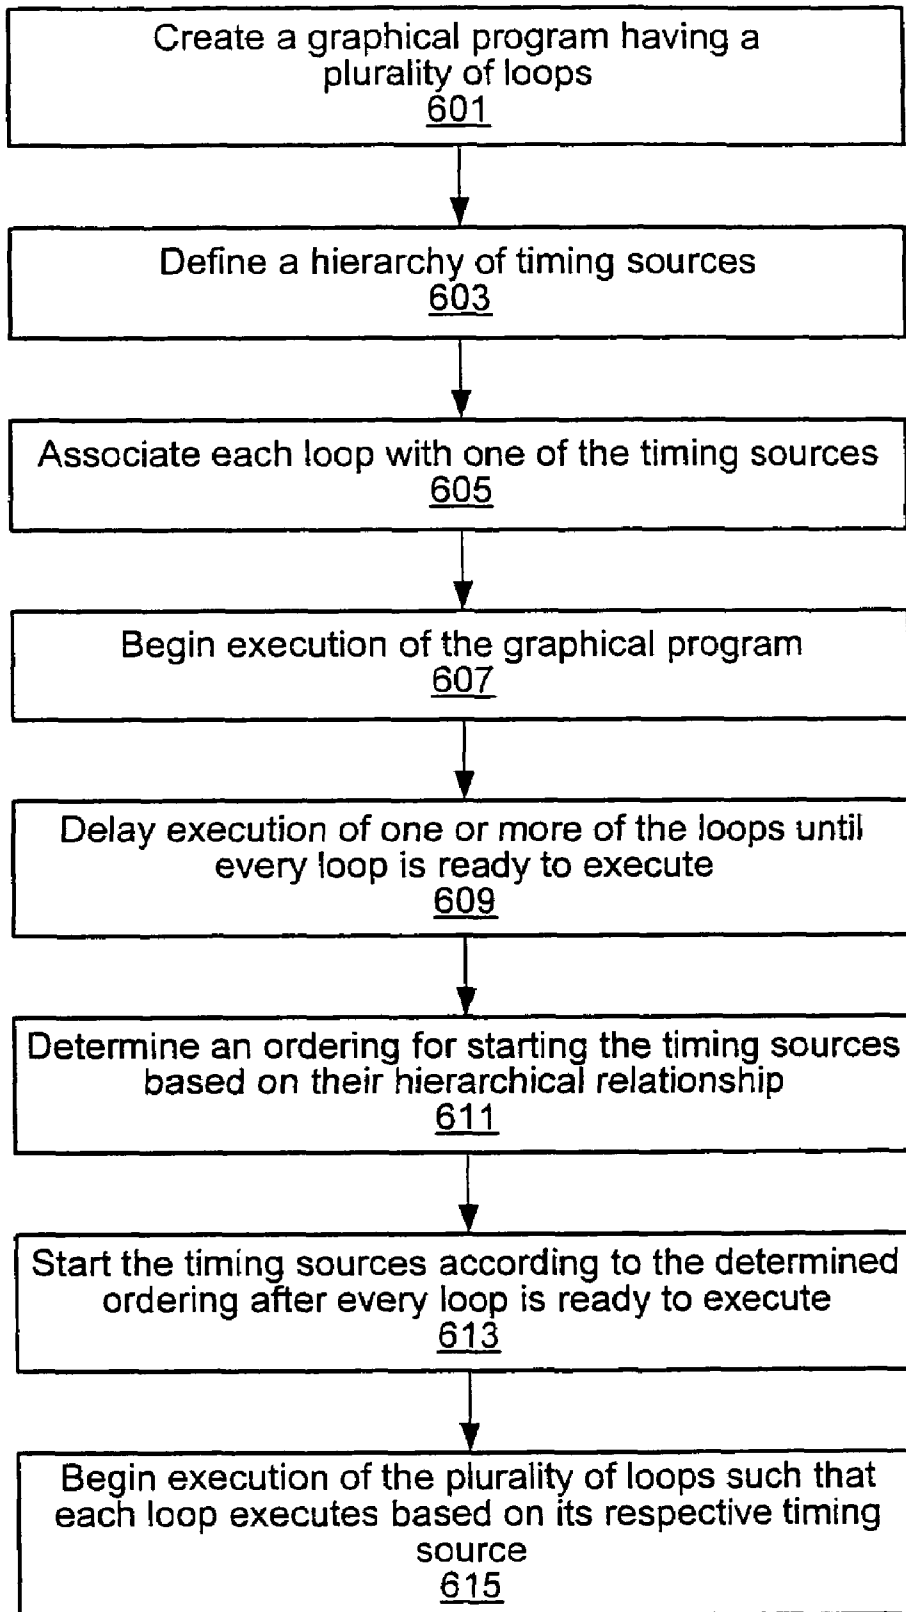 Create a graphical program having a
plurality of loops
601
Define a hierarchy of timing sources
603
Associate each loop with one of the timing sources
605
Begin execution of the graphical program
607
Delay execution of one or more of the loops until
every loop is ready to execute
609
Determine an ordering for starting the timing sources
based on their hierarchical relationship
611
Start the timing sources according to the determined
ordering after every loop is ready to execute
613
Begin execution of the plurality of loops such that
each loop executes based on its respective timing
source
615